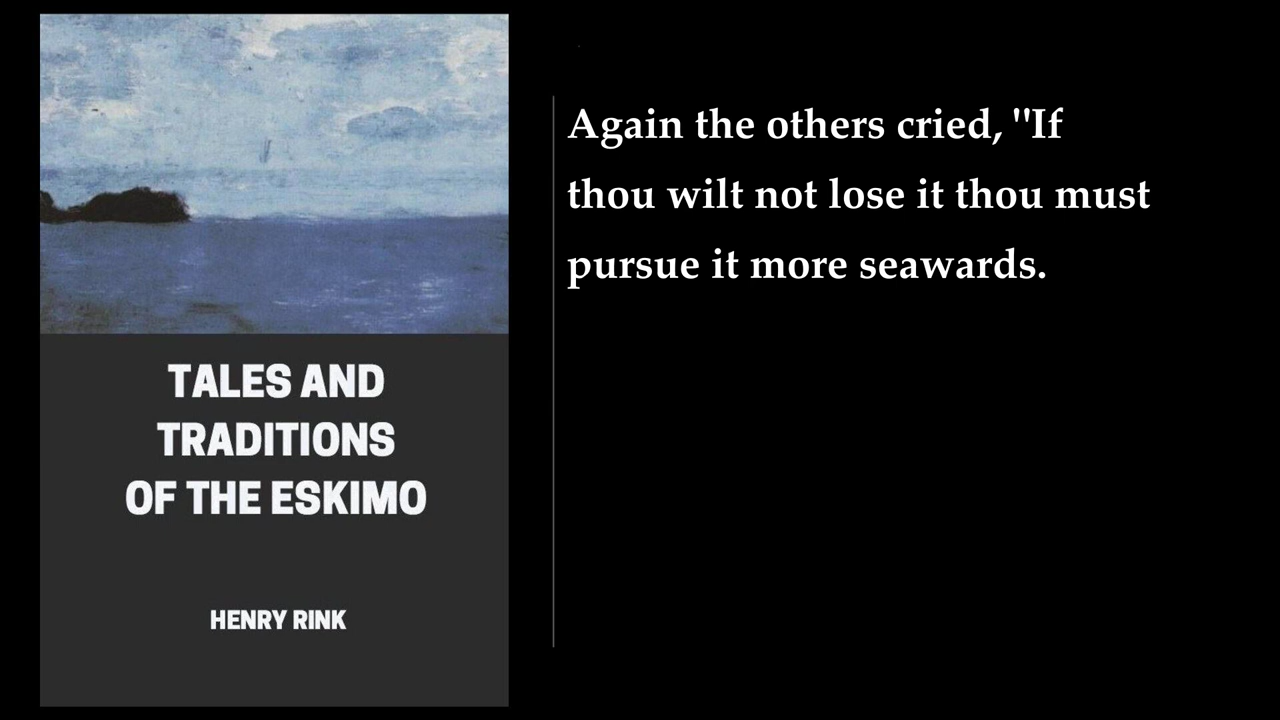 TALES AND
TRADITIONS
OF THE ESKIMO
HENRY RINK
Again the others cried, "If
thou wilt not lose it thou must
pursue it more seawards.